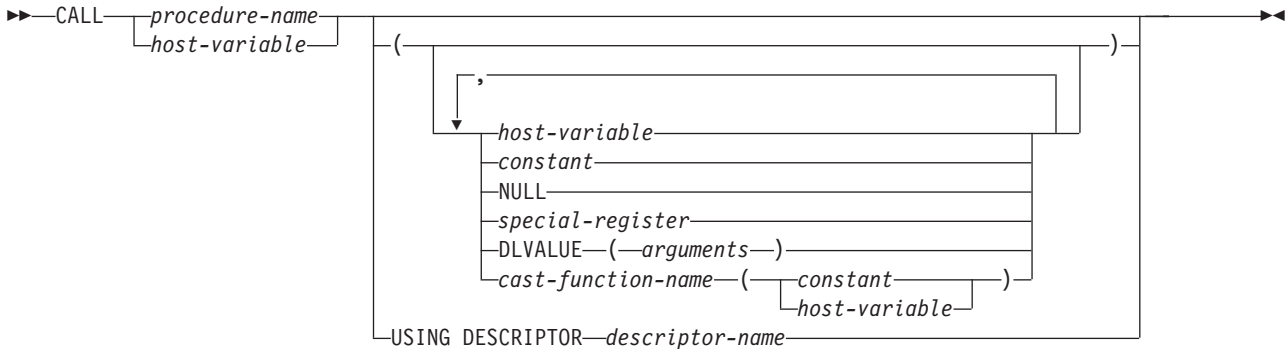 CALL procedure-name
host-variable
( )
,
host-variable
constant
NULL
special-register
DLVALUE ( arguments )
cast-function-name ( constant )
host-variable
USING DESCRIPTOR descriptor-name